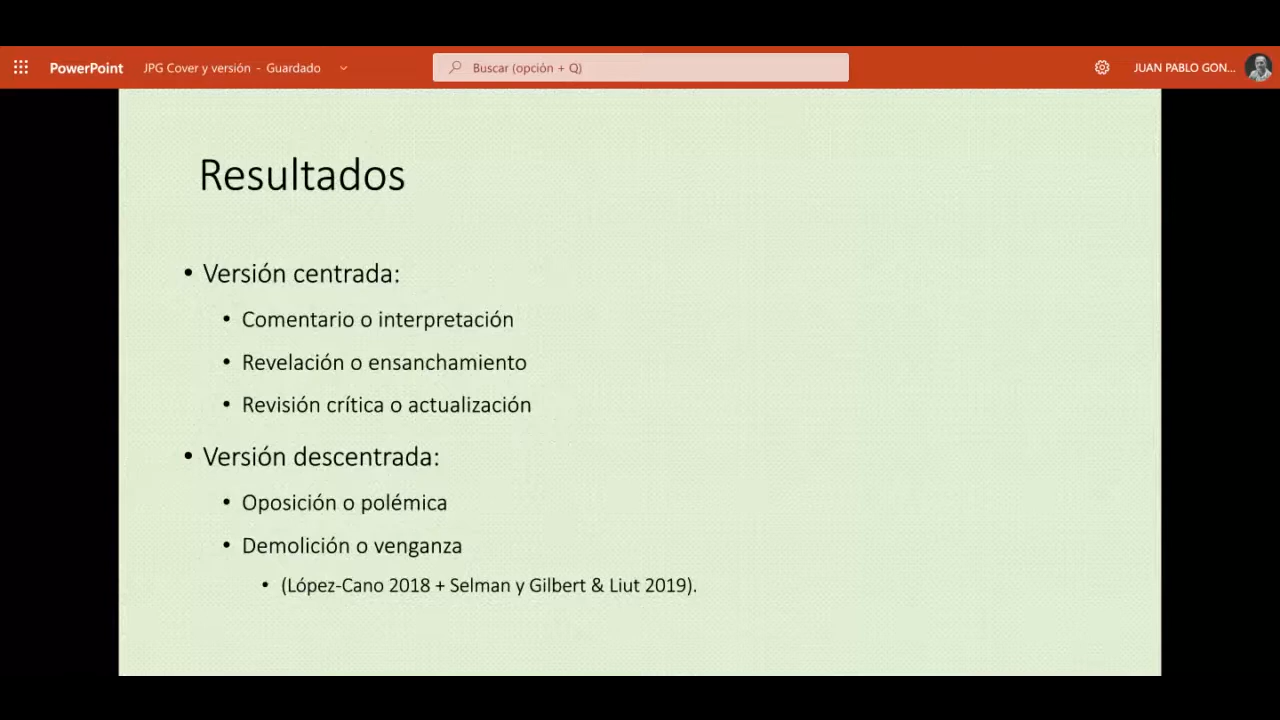 PowerPoint JPG Cover y versión - Guardado Buscar (opción + Q) JUAN PABLO GON...
Resultados
• Versión centrada:
• Comentario o interpretación
• Revelación o ensanchamiento
• Revisión crítica o actualización
• Versión descentrada:
• Oposición o polémica
• Demolición o venganza
• (López-Cano 2018 + Selman y Gilbert & Liut 2019).